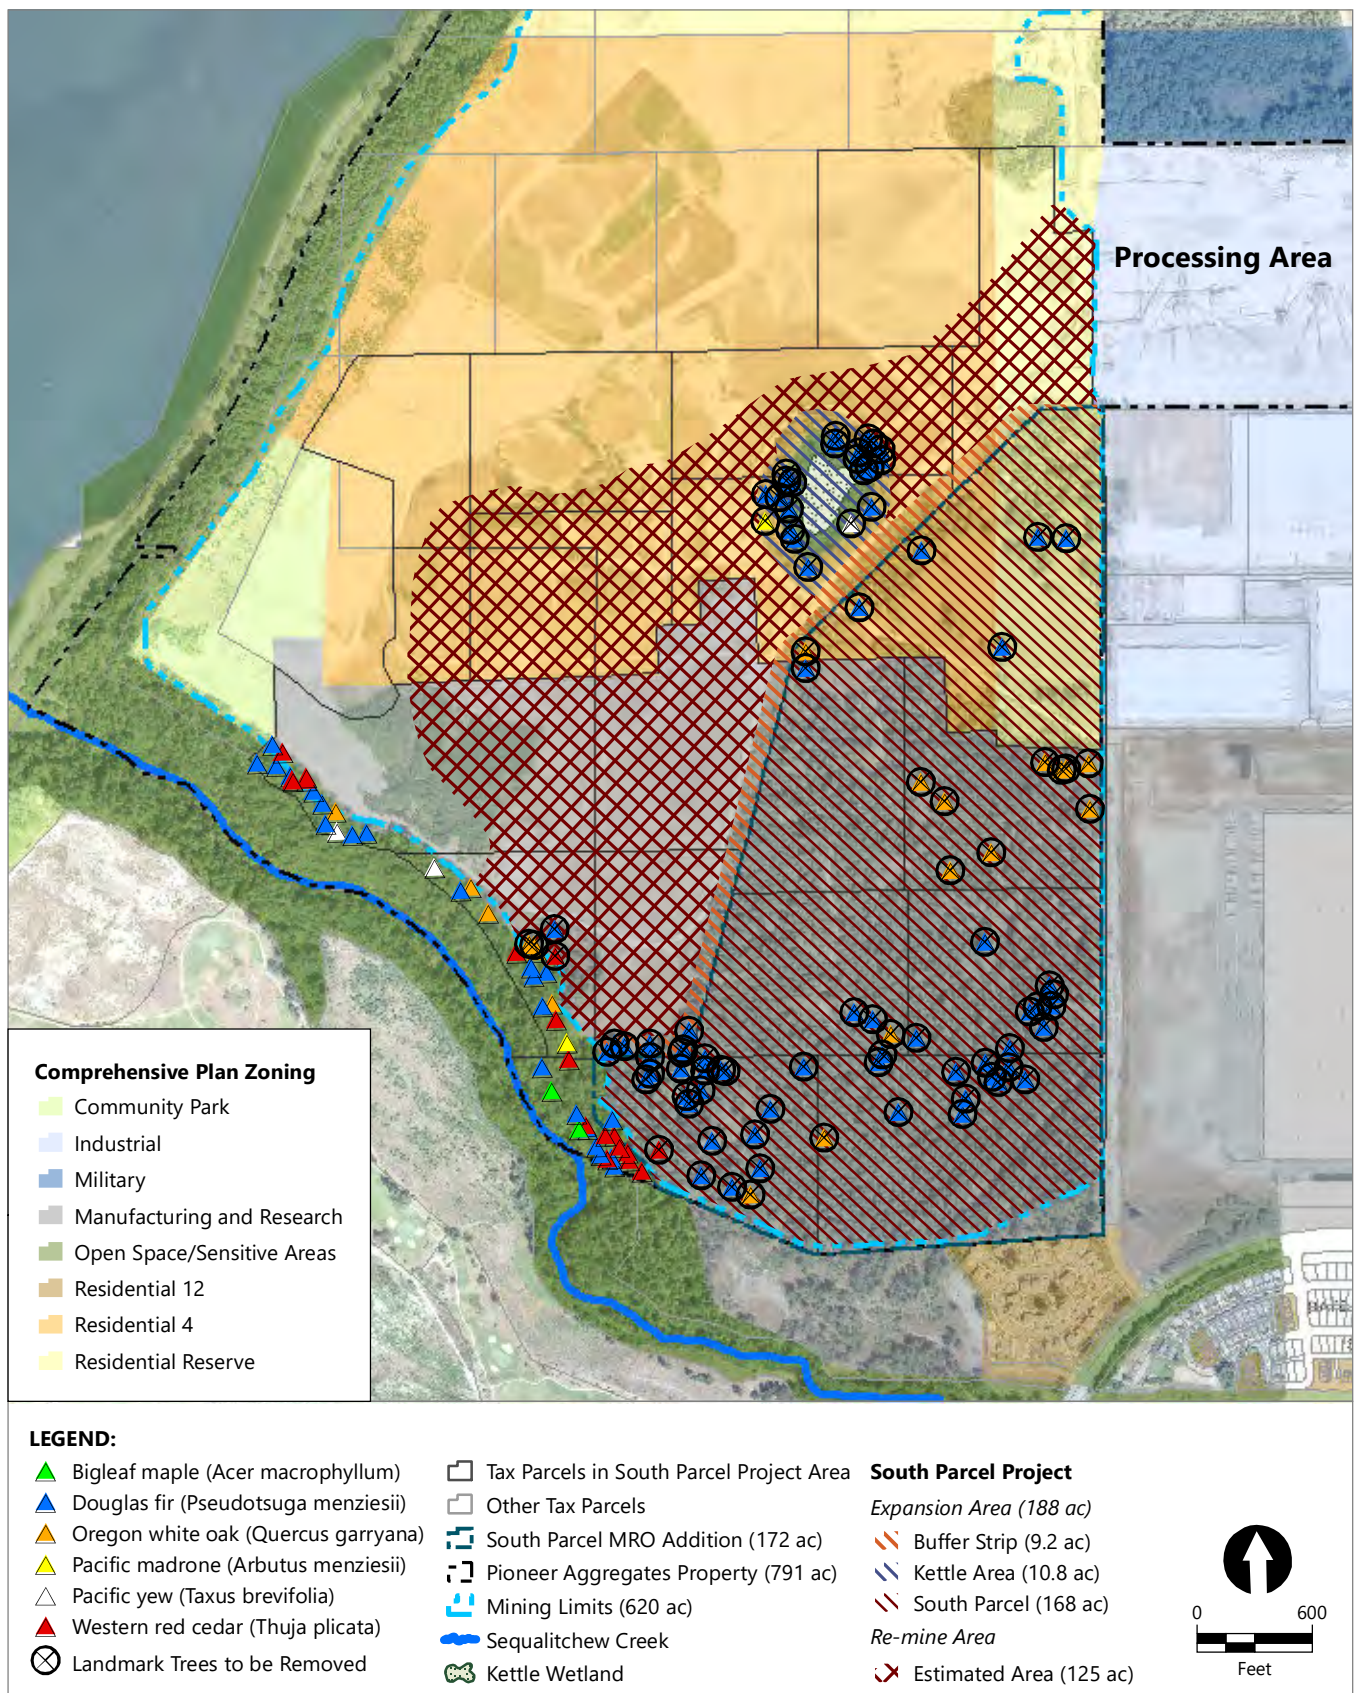 Processing Area
Comprehensive Plan Zoning
Community Park
Industrial
Military
Manufacturing and Research
Open Space/Sensitive Areas
Residential 12
Residential 4
Residential Reserve
LEGEND:
Bigleaf maple (Acer macrophyllum)
Douglas fir (Pseudotsuga menziesii)
Oregon white oak (Quercus garryana)
Pacific madrone (Arbutus menziesii)
Pacific yew (Taxus brevifolia)
Western red cedar (Thuja plicata)
Landmark Trees to be Removed
Tax Parcels in South Parcel Project Area
Other Tax Parcels
South Parcel MRO Addition (172 ac)
Pioneer Aggregates Property (791 ac)
Mining Limits (620 ac)
Sequalitchew Creek
Kettle Wetland
South Parcel Project
Expansion Area (188 ac)
Buffer Strip (9.2 ac)
Kettle Area (10.8 ac)
South Parcel (168 ac)
Re-mine Area
Estimated Area (125 ac)
0 600
Feet